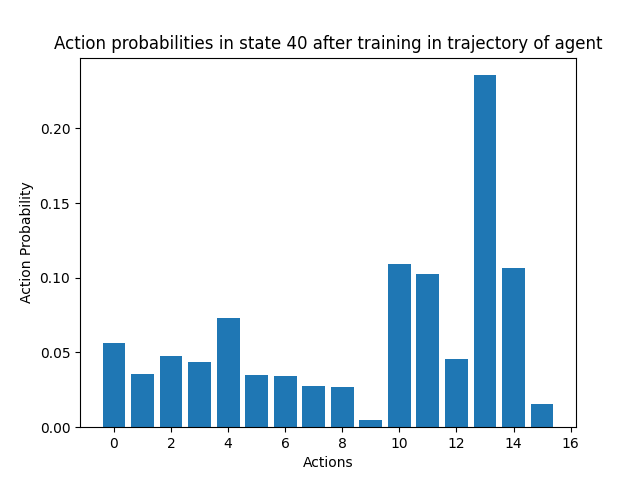 Action probabilities in state 40 after training in trajectory of agent
0.20
0.15
0.10
0.05
0.00
Action Probability
0 2 4 6 8 10 12 14 16
Actions